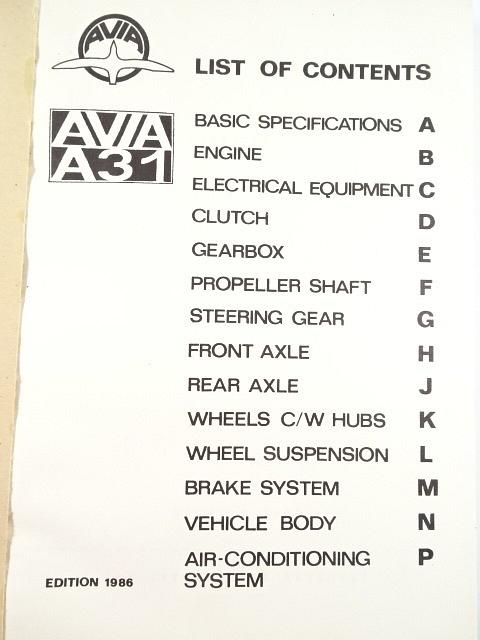 AVIA
LIST OF CONTENTS
AVIA
A31
BASIC SPECIFICATIONS A
ENGINE B
ELECTRICAL EQUIPMENT C
CLUTCH D
GEARBOX E
PROPELLER SHAFT F
STEERING GEAR G
FRONT AXLE H
REAR AXLE J
WHEELS C/W HUBS K
WHEEL SUSPENSION L
BRAKE SYSTEM M
VEHICLE BODY N
AIR-CONDITIONING P
SYSTEM
EDITION 1986